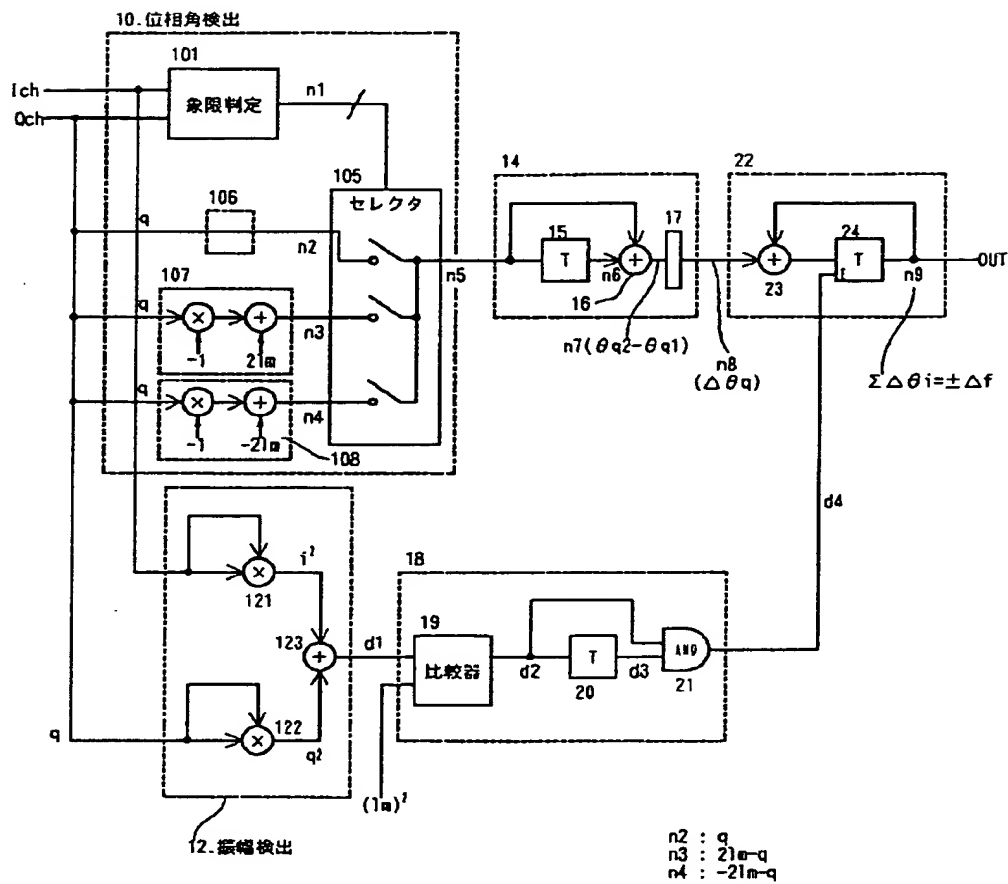 10.位相角検出
101
Ich
Qch
象限判定
n1
105
セレクタ
106
q
n2
107
q
-1
21m
n3
q
-1
-21m
n4
108
n5
14
15
T
n6
16
17
n7(θq2-θq1)
n8
(△θq)
22
23
24
E
T
n9
OUT
Σ△θi=±△f
i²
121
123
d1
q
122
q²
12.振幅検出
18
19
比較器
(1m)²
d2
T
20
d3
AND
21
d4
n2 : q
n3 : 21m-q
n4 : -21m-q